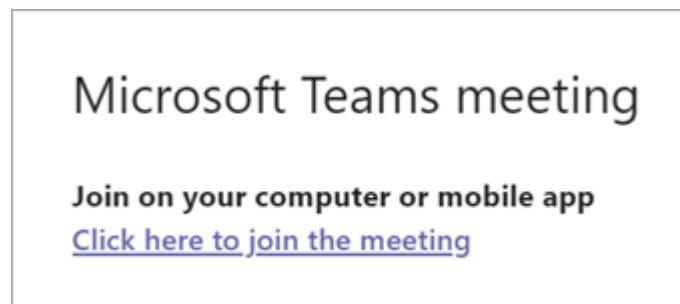 Microsoft Teams meeting
Join on your computer or mobile app
Click here to join the meeting